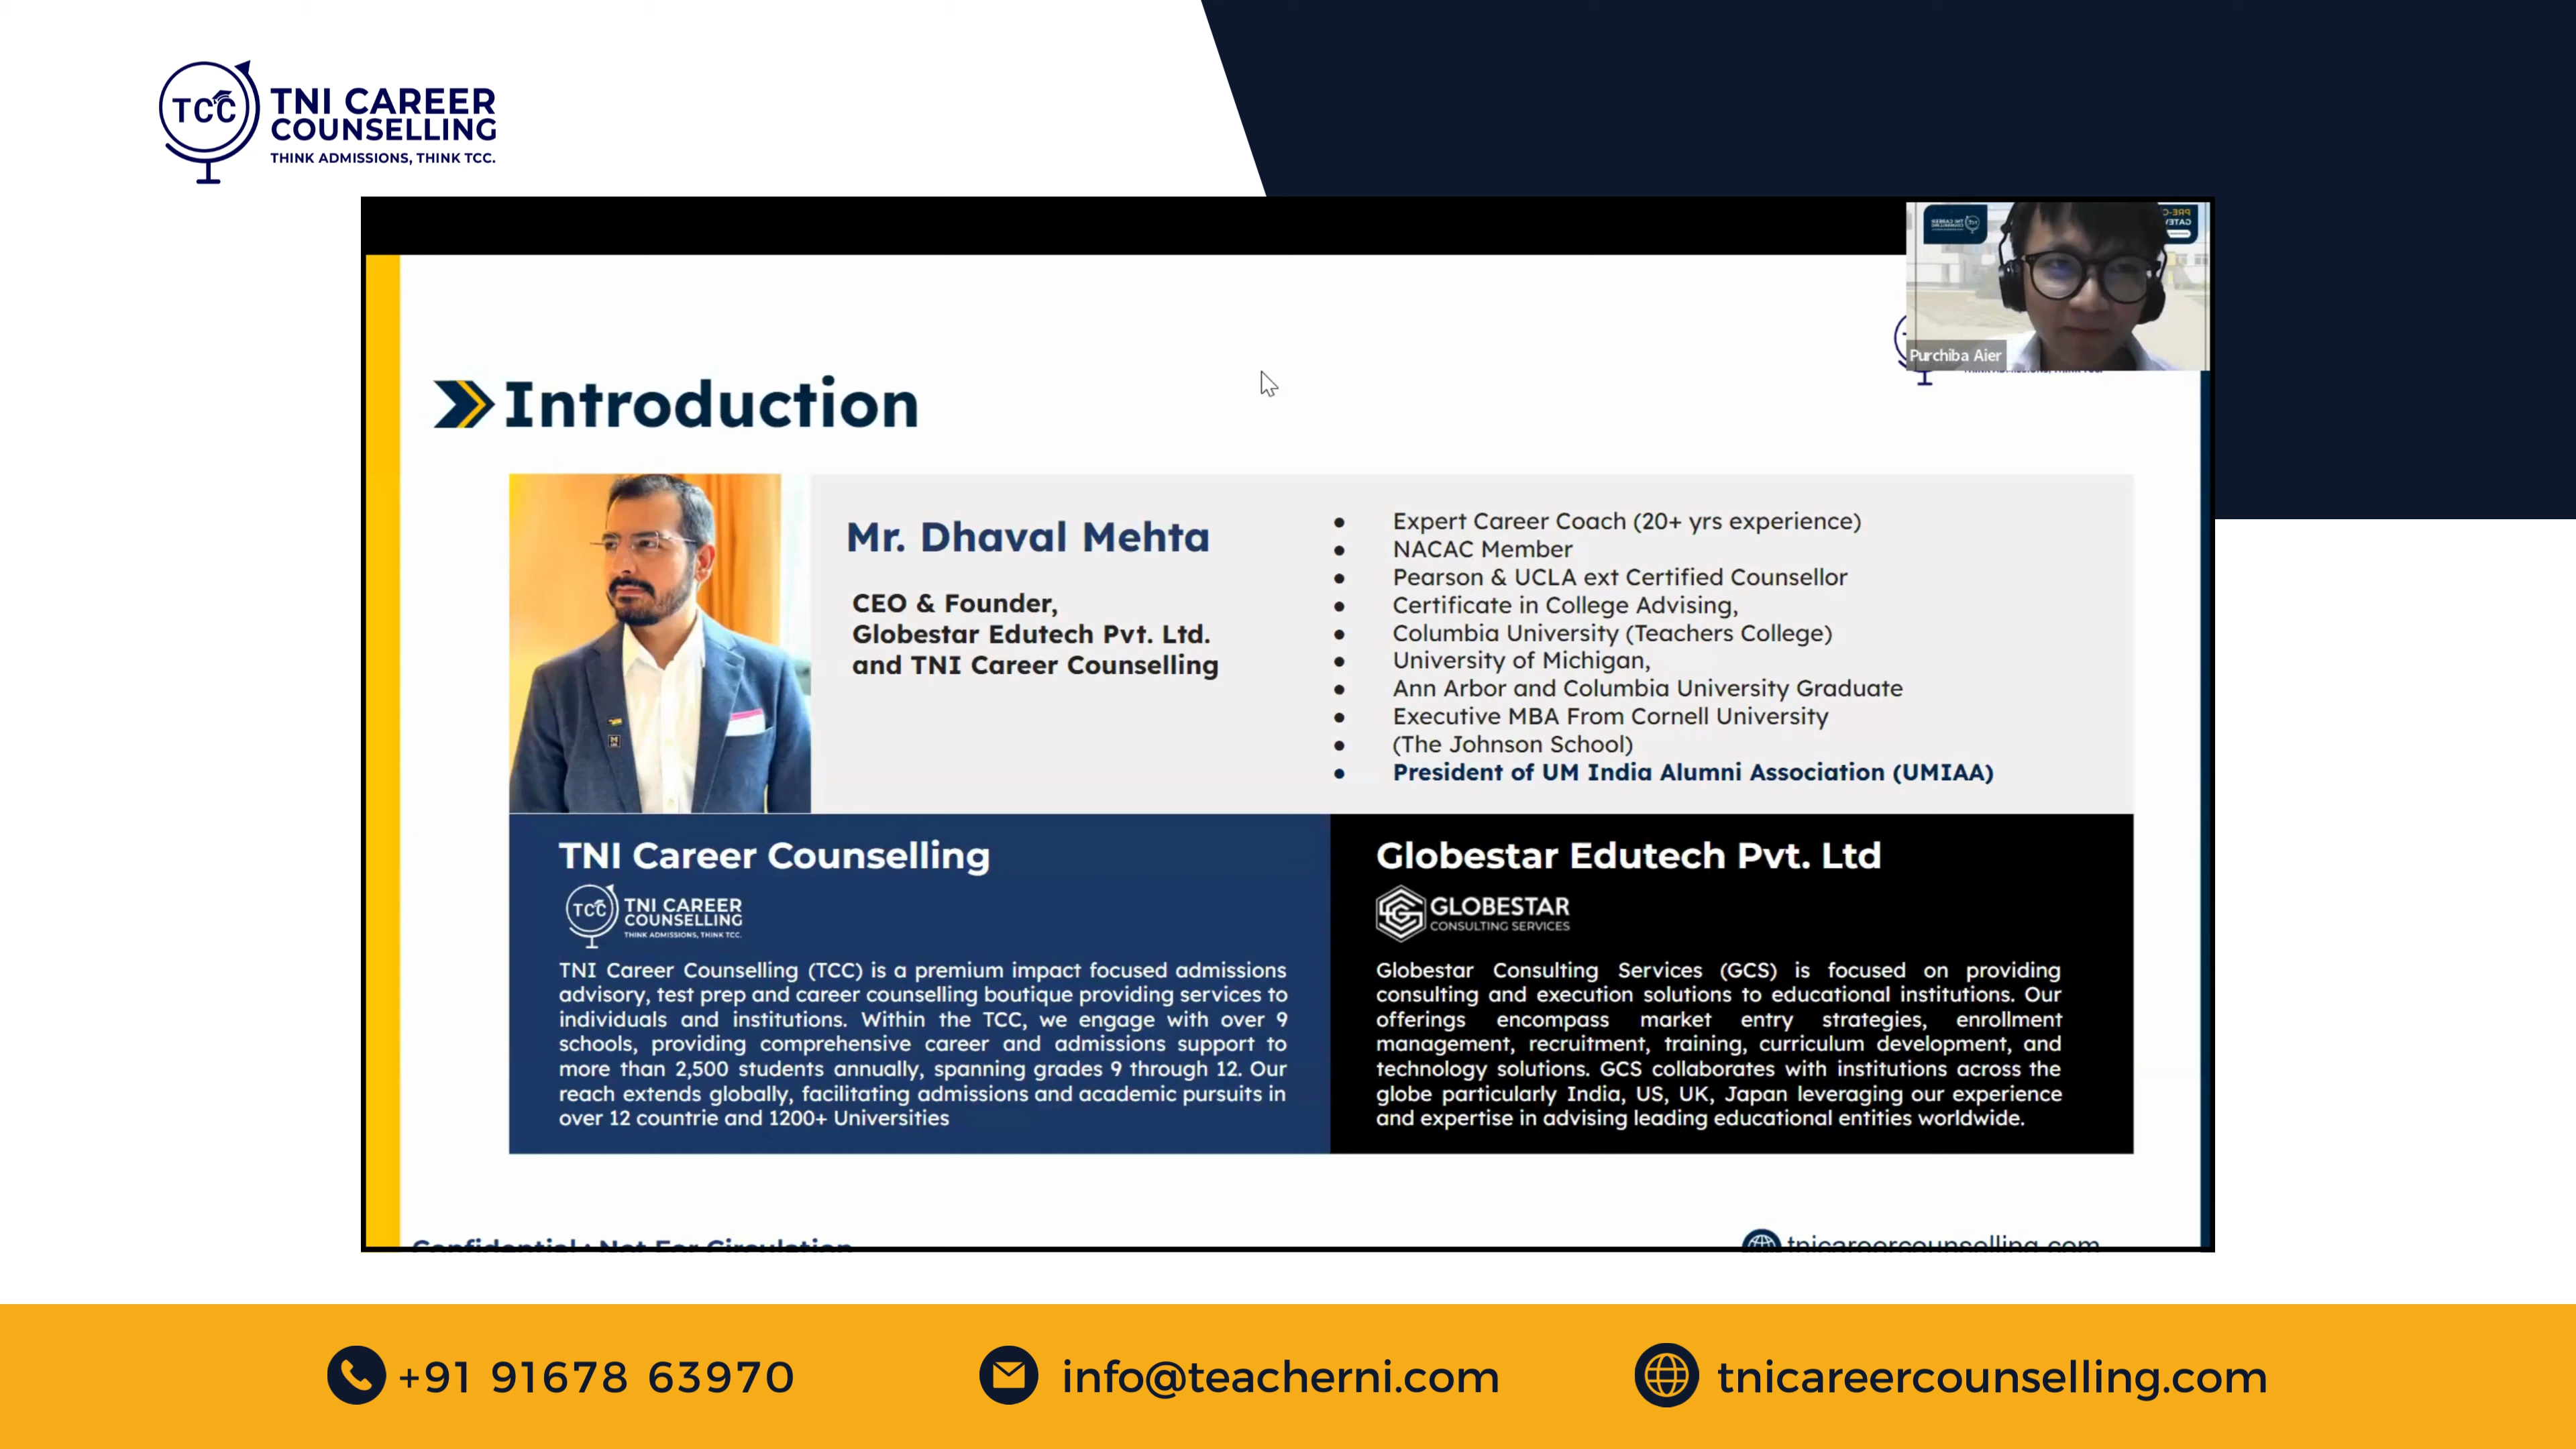 TCC
TNI CAREER
COUNSELLING
THINK ADMISSIONS, THINK TCC.
Purchiba Aier
Introduction
Mr. Dhaval Mehta
CEO & Founder,
Globestar Edutech Pvt. Ltd.
and TNI Career Counselling
Expert Career Coach (20+ yrs experience)
NACAC Member
Pearson & UCLA ext Certified Counsellor
Certificate in College Advising,
Columbia University (Teachers College)
University of Michigan,
Ann Arbor and Columbia University Graduate
Executive MBA From Cornell University
(The Johnson School)
President of UM India Alumni Association (UMIAA)
TNI Career Counselling
TCC
TNI CAREER
COUNSELLING
THINK ADMISSIONS, THINK TCC.
TNI Career Counselling (TCC) is a premium impact focused admissions
advisory, test prep and career counselling boutique providing services to
individuals and institutions. Within the TCC, we engage with over 9
schools, providing comprehensive career and admissions support to
more than 2,500 students annually, spanning grades 9 through 12. Our
reach extends globally, facilitating admissions and academic pursuits in
over 12 countrie and 1200+ Universities
Globestar Edutech Pvt. Ltd
GLOBESTAR
CONSULTING SERVICES
Globestar Consulting Services (GCS) is focused on providing
consulting and execution solutions to educational institutions. Our
offerings encompass market entry strategies, enrollment
management, recruitment, training, curriculum development, and
technology solutions. GCS collaborates with institutions across the
globe particularly India, US, UK, Japan leveraging our experience
and expertise in advising leading educational entities worldwide.
Confidential : Not For Circulation
tnicareercounselling.com
+91 91678 63970
info@teacherni.com
tnicareercounselling.com